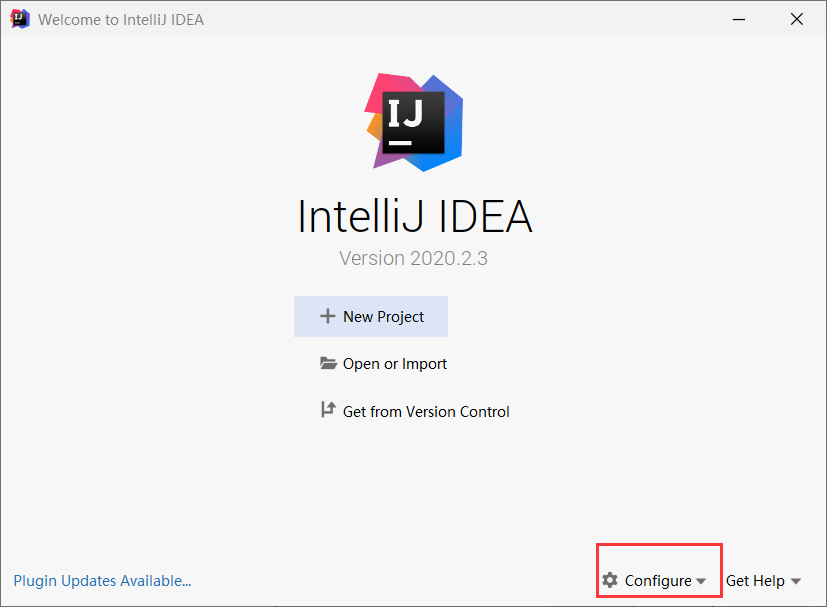 Welcome to IntelliJ IDEA
IJ
IntelliJ IDEA
Version 2020.2.3
New Project
Open or Import
Get from Version Control
Plugin Updates Available...
Configure
Get Help